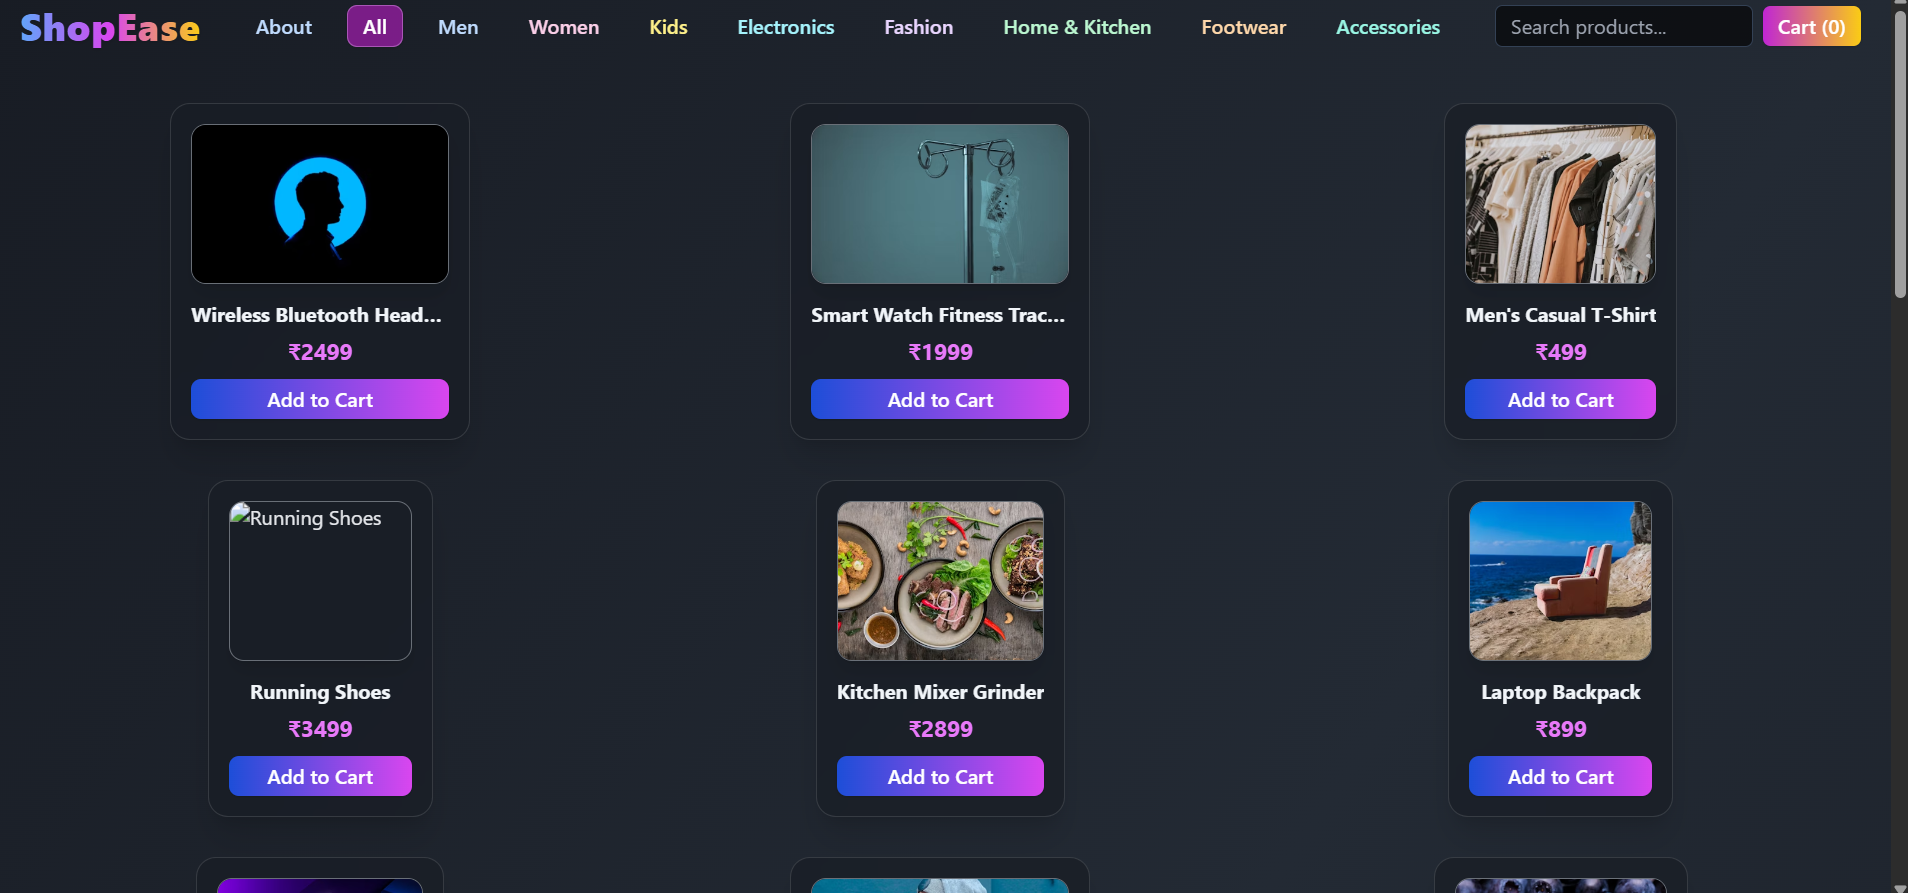 ShopEase About All Men Women Kids Electronics Fashion Home & Kitchen Footwear Accessories Search products... Cart (0)
Wireless Bluetooth Head... Smart Watch Fitness Trac... Men's Casual T-Shirt
₹2499 ₹1999 ₹499
Add to Cart Add to Cart Add to Cart
Running Shoes
Running Shoes Kitchen Mixer Grinder Laptop Backpack
₹3499 ₹2899 ₹899
Add to Cart Add to Cart Add to Cart